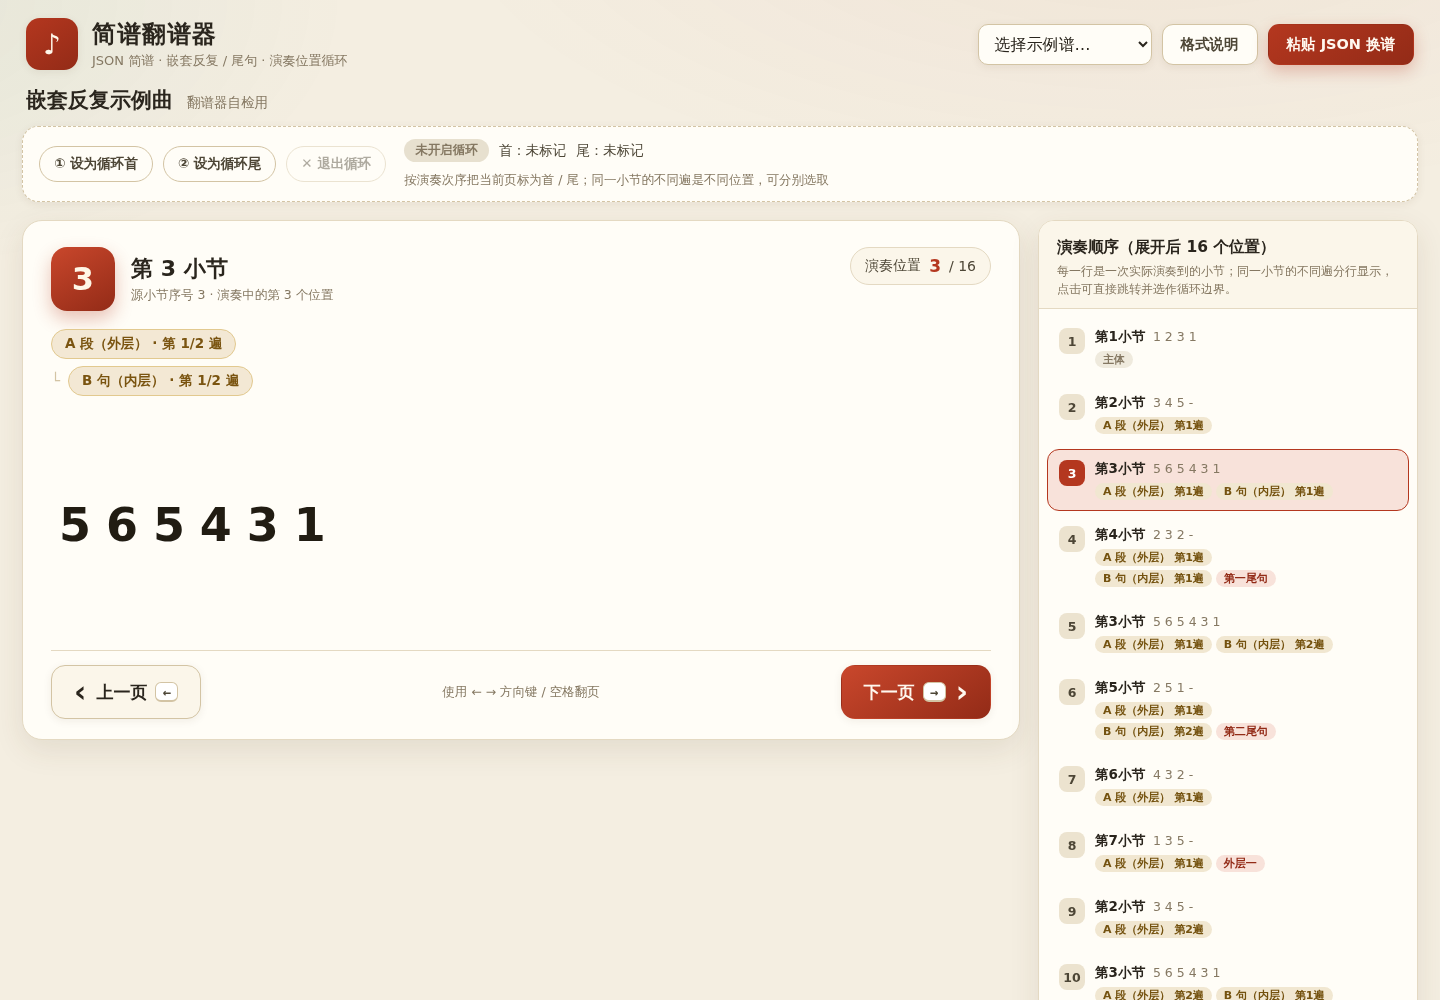 ♪
简谱翻谱器
JSON 简谱 · 嵌套反复 / 尾句 · 演奏位置循环
选择示例谱...
格式说明
粘贴 JSON 换谱
嵌套反复示例曲 翻谱器自检用
① 设为循环首
② 设为循环尾
✕ 退出循环
未开启循环 首：未标记 尾：未标记
按演奏次序把当前页标为首 / 尾；同一小节的不同遍是不同位置，可分别选取
3
第 3 小节
源小节序号 3 · 演奏中的第 3 个位置
演奏位置 3 / 16
A 段（外层） · 第 1/2 遍
└ B 句（内层） · 第 1/2 遍
5 6 5 4 3 1
‹ 上一页 ←
使用 ← → 方向键 / 空格翻页
下一页 → ›
演奏顺序（展开后 16 个位置）
每一行是一次实际演奏到的小节；同一小节的不同遍分行显示，
点击可直接跳转并选作循环边界。
1 第1小节 1 2 3 1
主体
2 第2小节 3 4 5 -
A 段（外层） 第1遍
3 第3小节 5 6 5 4 3 1
A 段（外层） 第1遍 B 句（内层） 第1遍
4 第4小节 2 3 2 -
A 段（外层） 第1遍
B 句（内层） 第1遍 第一尾句
5 第3小节 5 6 5 4 3 1
A 段（外层） 第1遍 B 句（内层） 第2遍
6 第5小节 2 5 1 -
A 段（外层） 第1遍
B 句（内层） 第2遍 第二尾句
7 第6小节 4 3 2 -
A 段（外层） 第1遍
8 第7小节 1 3 5 -
A 段（外层） 第1遍 外层一
9 第2小节 3 4 5 -
A 段（外层） 第2遍
10 第3小节 5 6 5 4 3 1
A 段（外层） 第2遍 B 句（内层） 第1遍